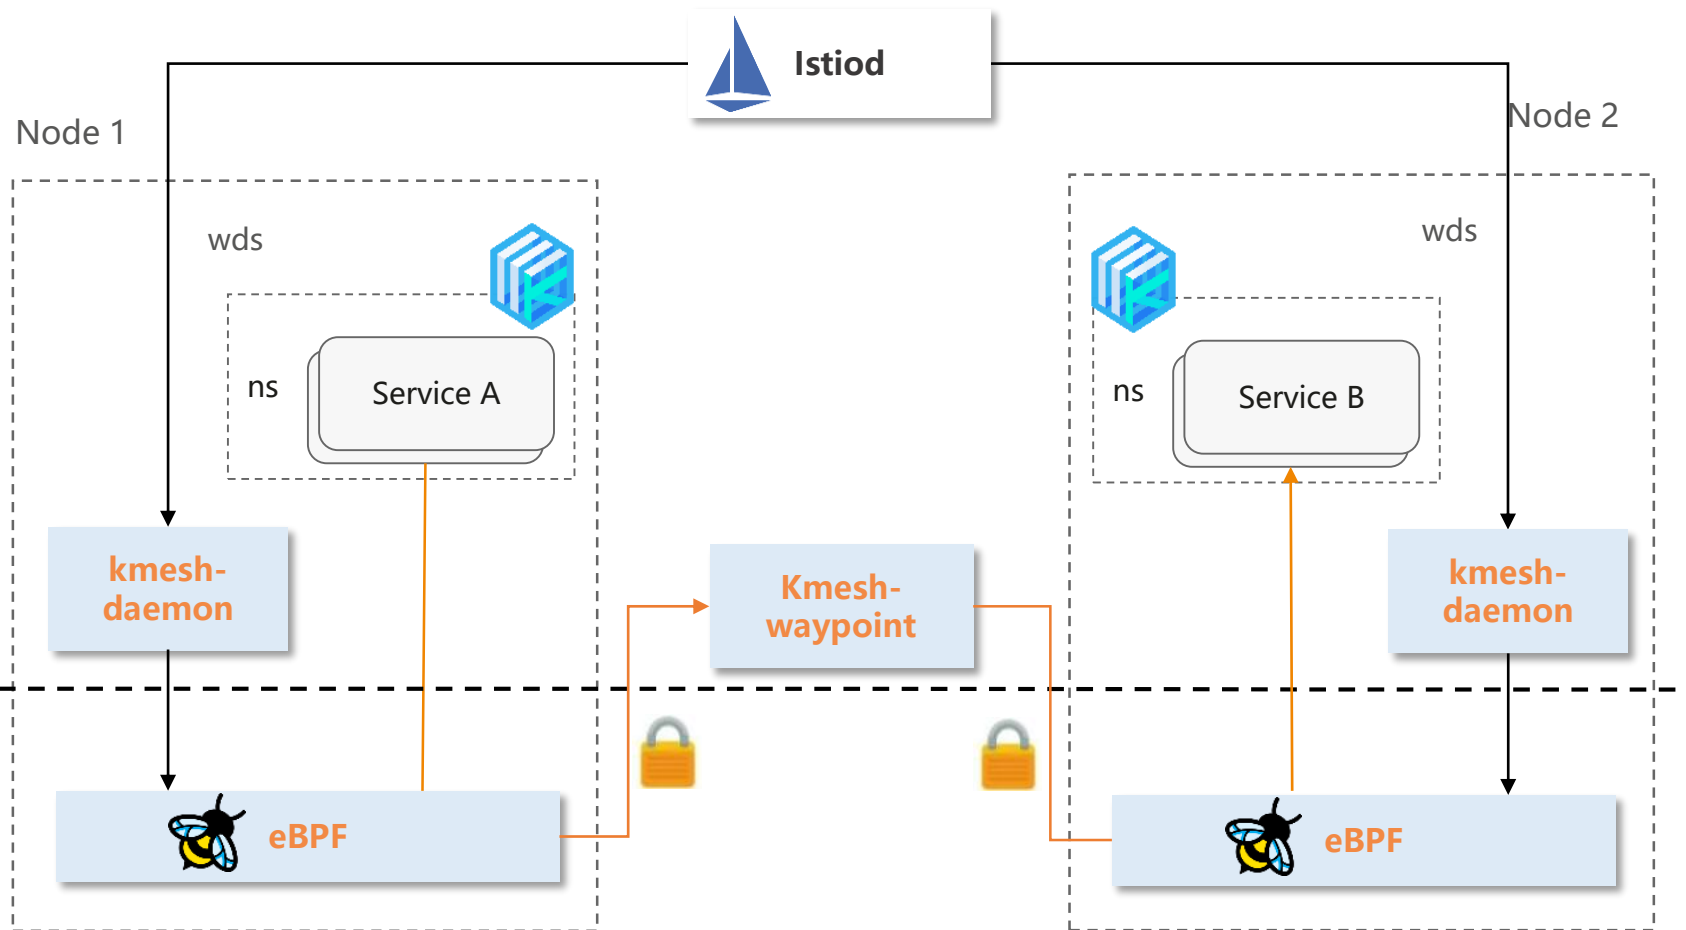 Istiod
Node 1
Node 2
wds
wds
ns
Service A
ns
Service B
kmesh-
daemon
Kmesh-
waypoint
kmesh-
daemon
eBPF
eBPF